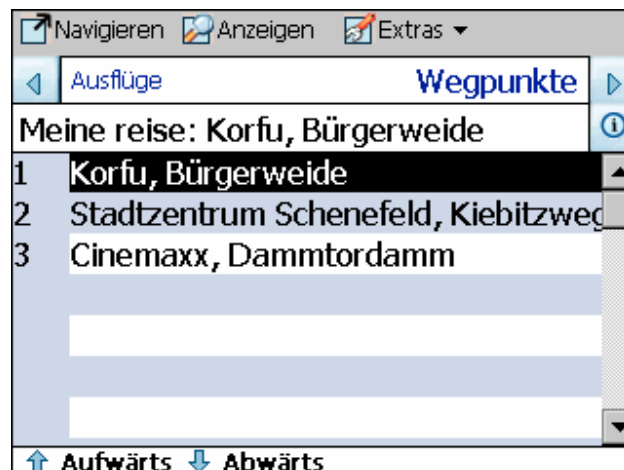 Navigieren Anzeigen Extras
Ausflüge Wegpunkte
Meine reise: Korfu, Bürgerweide
1 Korfu, Bürgerweide
2 Stadtzentrum Schenefeld, Kiebitzweg
3 Cinemaxx, Dammtordamm
Aufwärts Abwärts